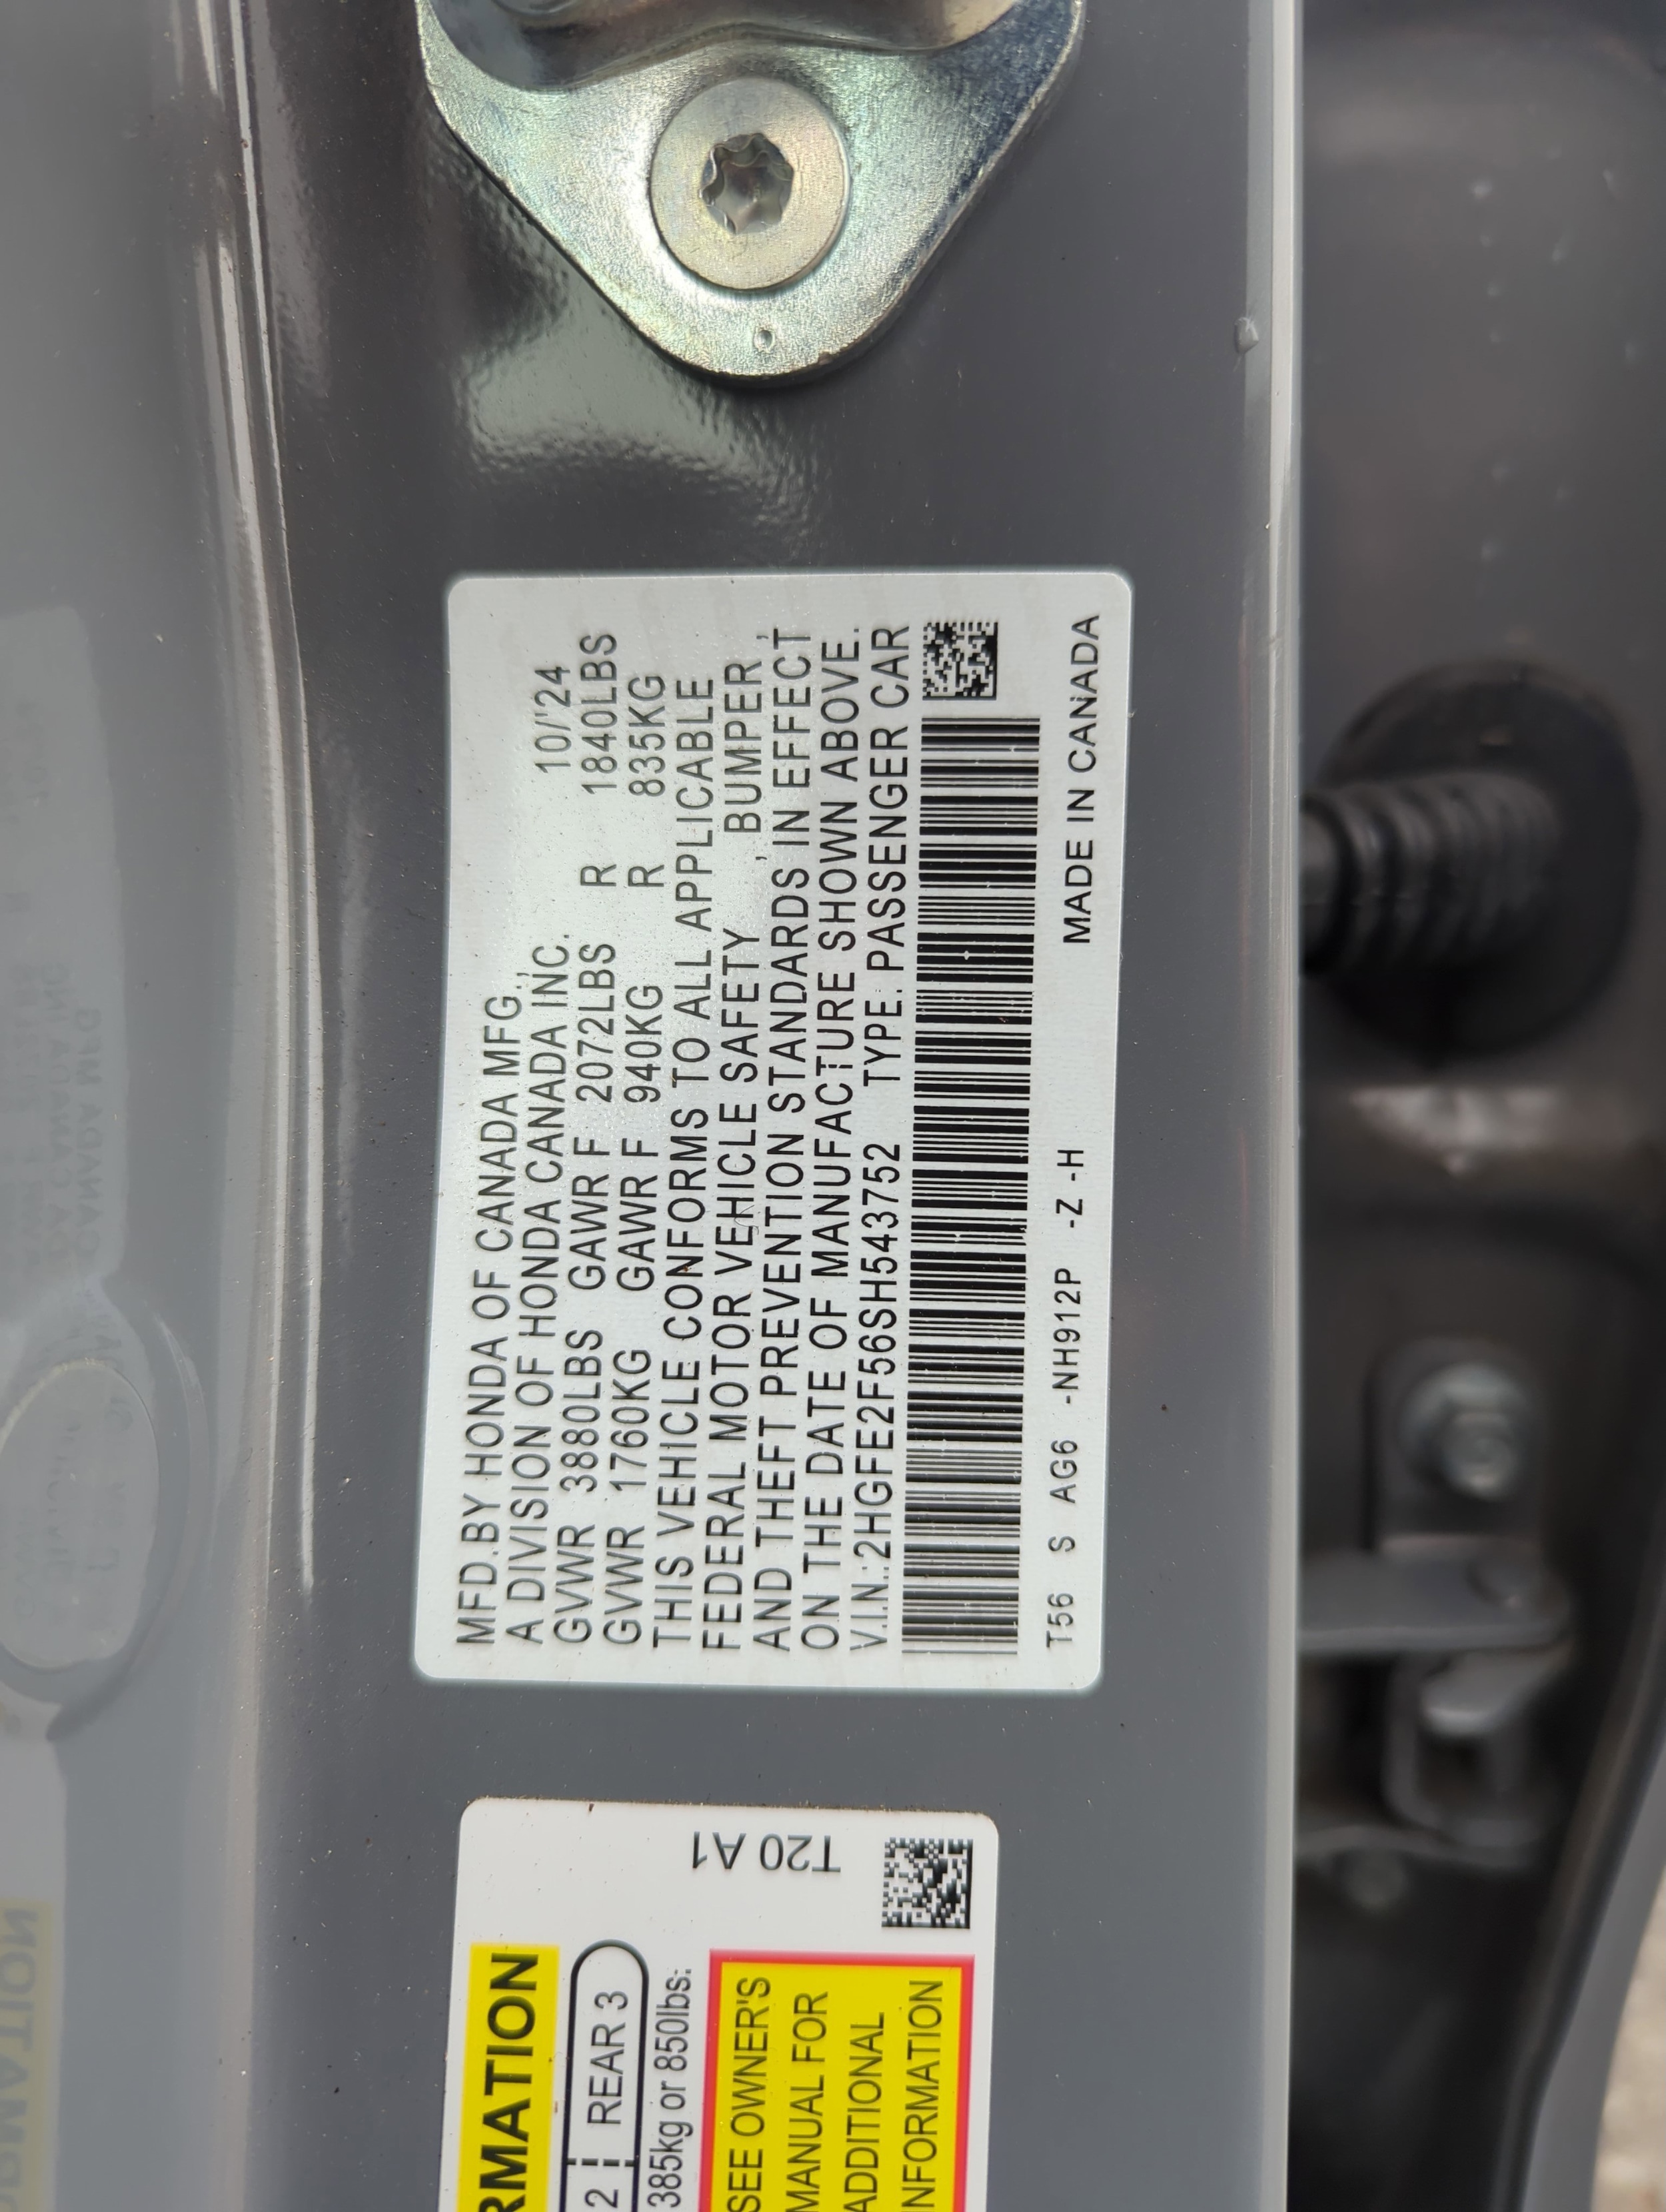 MFD.BY HONDA OF CANADA MFG.,
A DIVISION OF HONDA CANADA INC. 10/'24
GVWR 3880LBS GAWR F 2072LBS R 1840LBS
GVWR 1760KG GAWR F 940KG R 835KG
THIS VEHICLE CONFORMS TO ALL APPLICABLE
FEDERAL MOTOR VEHICLE SAFETY, BUMPER,
AND THEFT PREVENTION STANDARDS IN EFFECT
ON THE DATE OF MANUFACTURE SHOWN ABOVE.
V.I.N.:2HGFE2F56SH543752 TYPE:PASSENGER CAR
T56 S AG6 -NH912P -Z -H MADE IN CANADA
RMATION
2 REAR 3
385kg or 850lbs.
SEE OWNER'S
MANUAL FOR
ADDITIONAL
INFORMATION
T20 A1